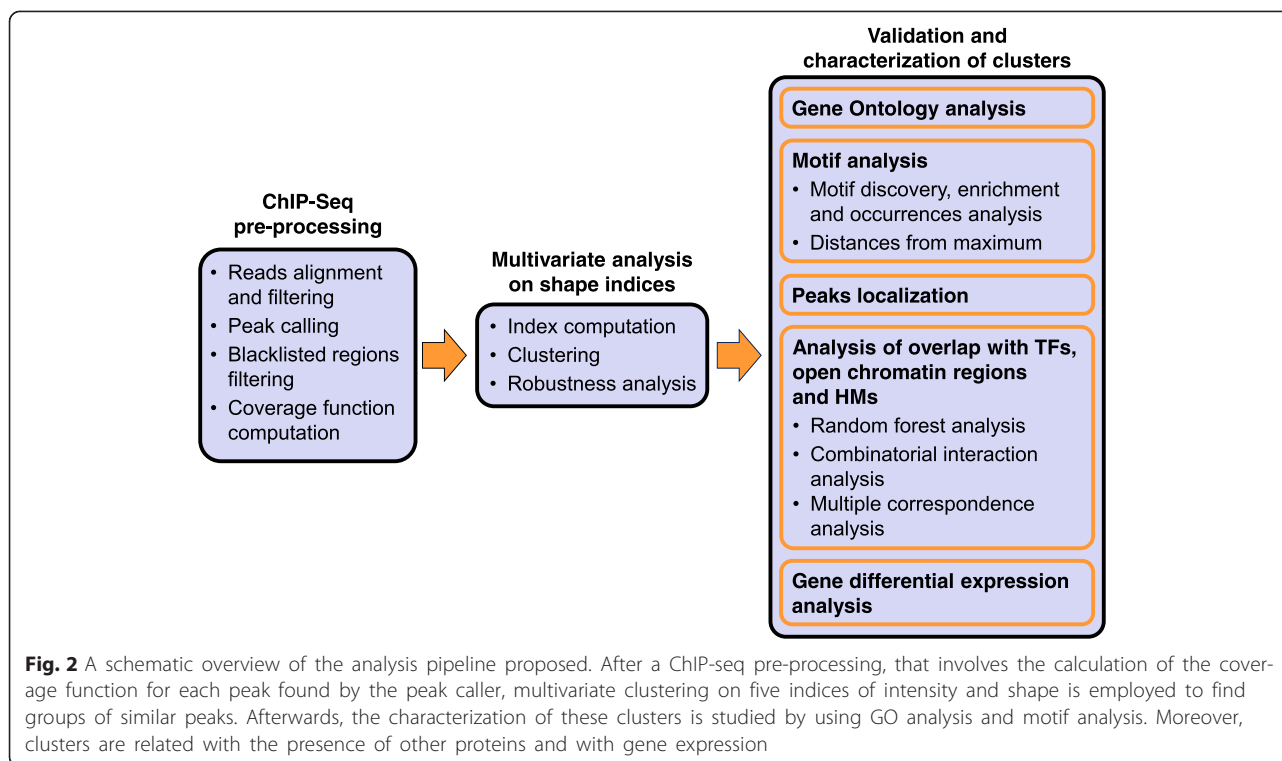 ChIP-Seq
pre-processing
• Reads alignment
and filtering
• Peak calling
• Blacklisted regions
filtering
• Coverage function
computation
Multivariate analysis
on shape indices
• Index computation
• Clustering
• Robustness analysis
Validation and
characterization of clusters
Gene Ontology analysis
Motif analysis
• Motif discovery, enrichment
and occurrences analysis
• Distances from maximum
Peaks localization
Analysis of overlap with TFs,
open chromatin regions
and HMs
• Random forest analysis
• Combinatorial interaction
analysis
• Multiple correspondence
analysis
Gene differential expression
analysis
Fig. 2 A schematic overview of the analysis pipeline proposed. After a ChIP-seq pre-processing, that involves the calculation of the cover-
age function for each peak found by the peak caller, multivariate clustering on five indices of intensity and shape is employed to find
groups of similar peaks. Afterwards, the characterization of these clusters is studied by using GO analysis and motif analysis. Moreover,
clusters are related with the presence of other proteins and with gene expression